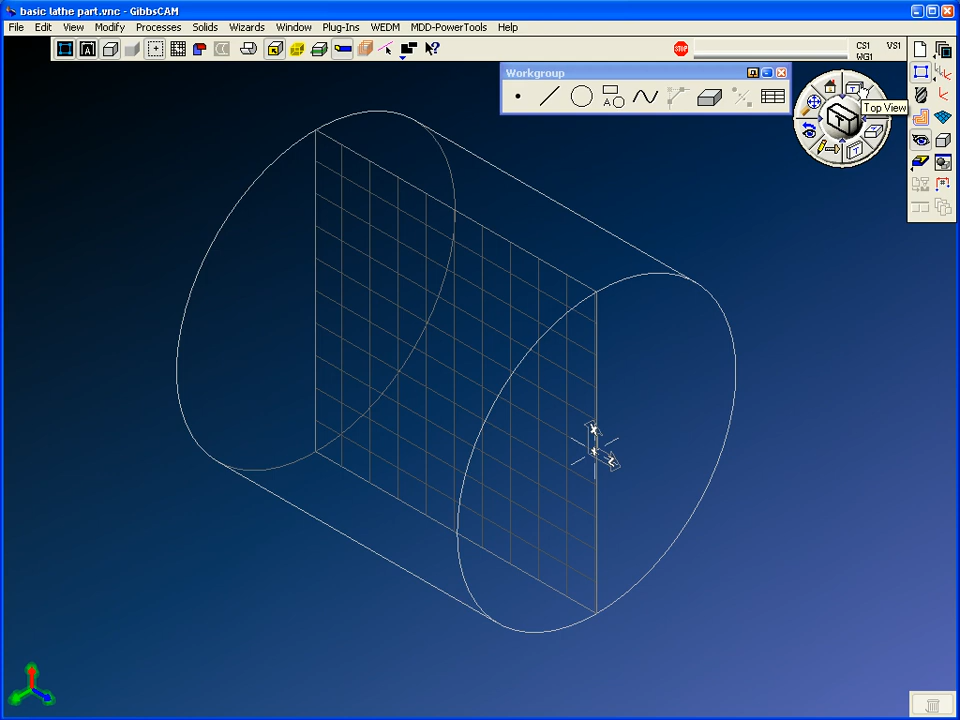 basic lathe part.vnc - GibbsCAM
File Edit View Modify Solids Wizards Window Plug-Ins WEDM MDD-PowerTools Help
STOP
CS1 VS1
WG1
Workgroup
Top View